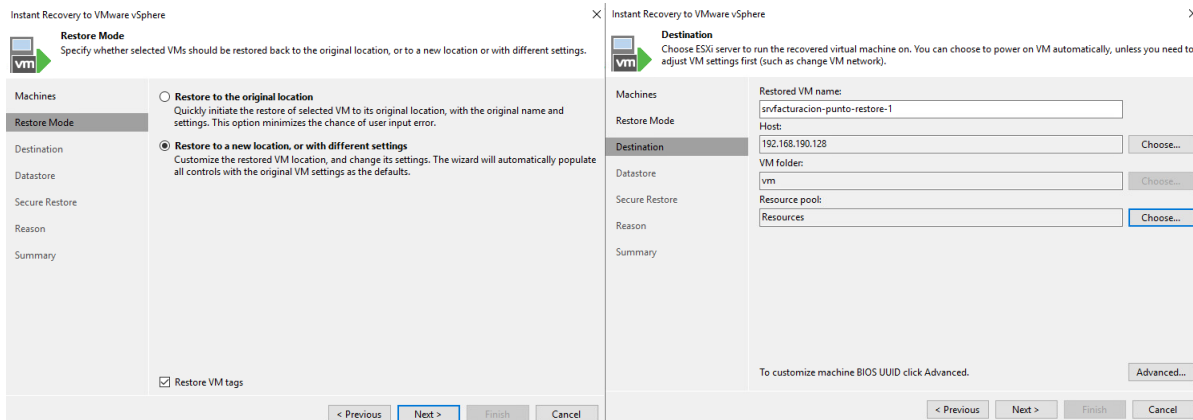 Instant Recovery to VMware vSphere
Restore Mode
Specify whether selected VMs should be restored back to the original location, or to a new location or with different settings.
vm
Machines
Restore Mode
Destination
Datastore
Secure Restore
Reason
Summary
Restore to the original location
Quickly initiate the restore of selected VM to its original location, with the original name and
settings. This option minimizes the chance of user input error.
Restore to a new location, or with different settings
Customize the restored VM location, and change its settings. The wizard will automatically populate
all controls with the original VM settings as the defaults.
Restore VM tags
< Previous
Next >
Finish
Cancel
Instant Recovery to VMware vSphere
Destination
Choose ESXi server to run the recovered virtual machine on. You can choose to power on VM automatically, unless you need to
adjust VM settings first (such as change VM network).
vm
Machines
Restore Mode
Destination
Datastore
Secure Restore
Reason
Summary
Restored VM name:
srvfacturacion-punto-restore-1
Host:
192.168.190.128
Choose...
VM folder:
vm
Choose...
Resource pool:
Resources
Choose...
To customize machine BIOS UUID click Advanced.
Advanced...
< Previous
Next >
Finish
Cancel